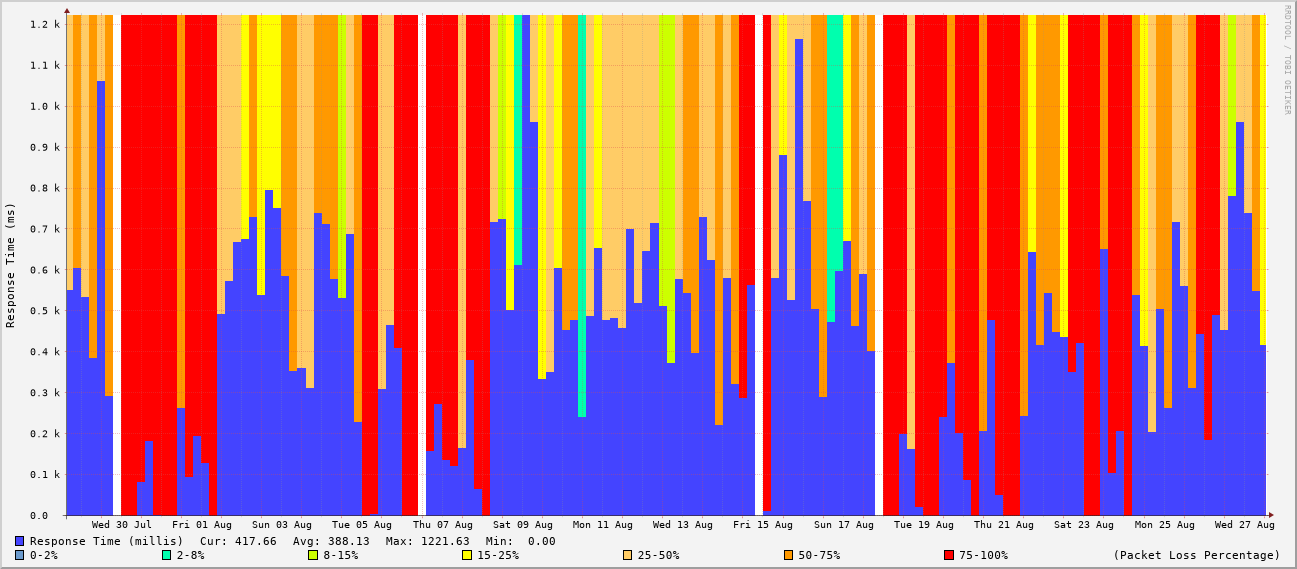 1.2 k
1.1 k
1.0 k
0.9 k
0.8 k
0.7 k
0.6 k
0.5 k
0.4 k
0.3 k
0.2 k
0.1 k
0.0
Response Time (ms)
RRDTOOL / TOBI OETIKER
Wed 30 Jul Fri 01 Aug Sun 03 Aug Tue 05 Aug Thu 07 Aug Sat 09 Aug Mon 11 Aug Wed 13 Aug Fri 15 Aug Sun 17 Aug Tue 19 Aug Thu 21 Aug Sat 23 Aug Mon 25 Aug Wed 27 Aug
Response Time (millis) Cur: 417.66 Avg: 388.13 Max: 1221.63 Min: 0.00
0-2% 2-8% 8-15% 15-25% 25-50% 50-75% 75-100% (Packet Loss Percentage)